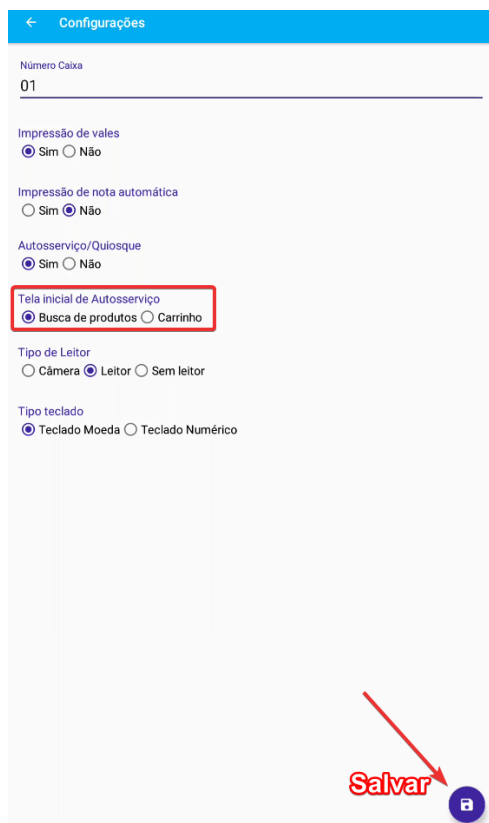 Configurações
Número Caixa
01
Impressão de vales
Sim Não
Impressão de nota automática
Sim Não
Autosserviço/Quiosque
Sim Não
Tela inicial de Autosserviço
Busca de produtos Carrinho
Tipo de Leitor
Câmera Leitor Sem leitor
Tipo teclado
Teclado Moeda Teclado Numérico
Salvar